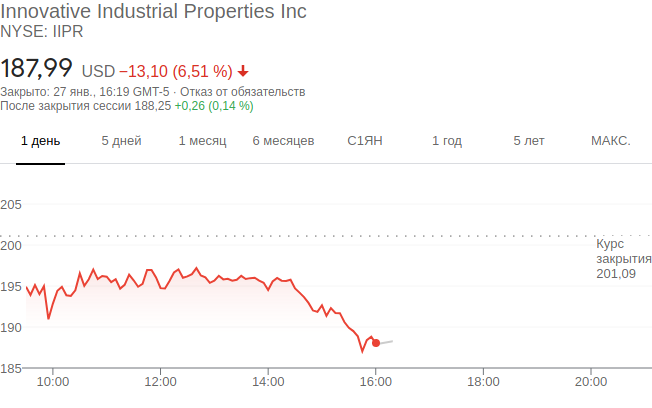 Innovative Industrial Properties Inc
NYSE: IIPR
187,99 USD −13,10 (6,51 %)
Закрыто: 27 янв., 16:19 GMT-5 · Отказ от обязательств
После закрытия сессии 188,25 +0,26 (0,14 %)
1 день 5 дней 1 месяц 6 месяцев С1ЯН 1 год 5 лет МАКС.
205
200
Курс
закрытия
201,09
195
190
185
10:00 12:00 14:00 16:00 18:00 20:00